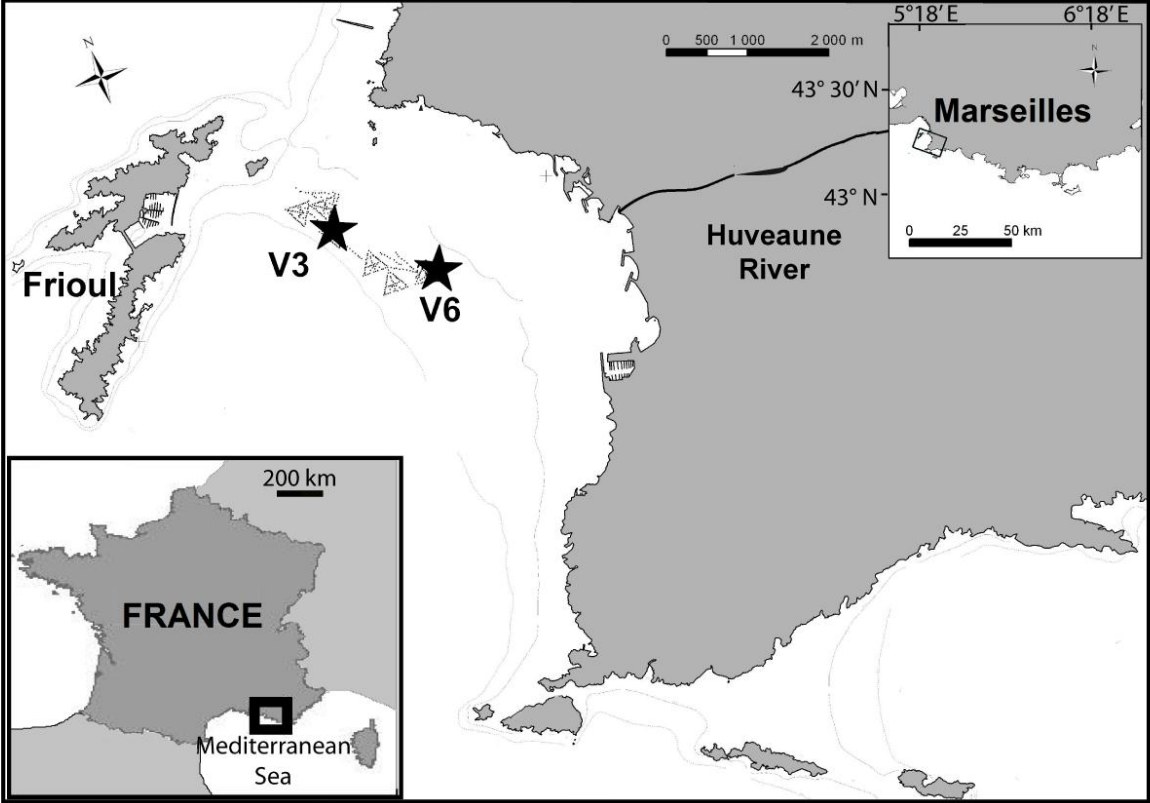 5°18' E 6°18' E
N
0 500 1 000 2 000 m
N
43° 30' N
Marseilles
43° N
Huveaune
River
0 25 50 km
V3
Frioul
V6
200 km
FRANCE
Mediterranean
Sea